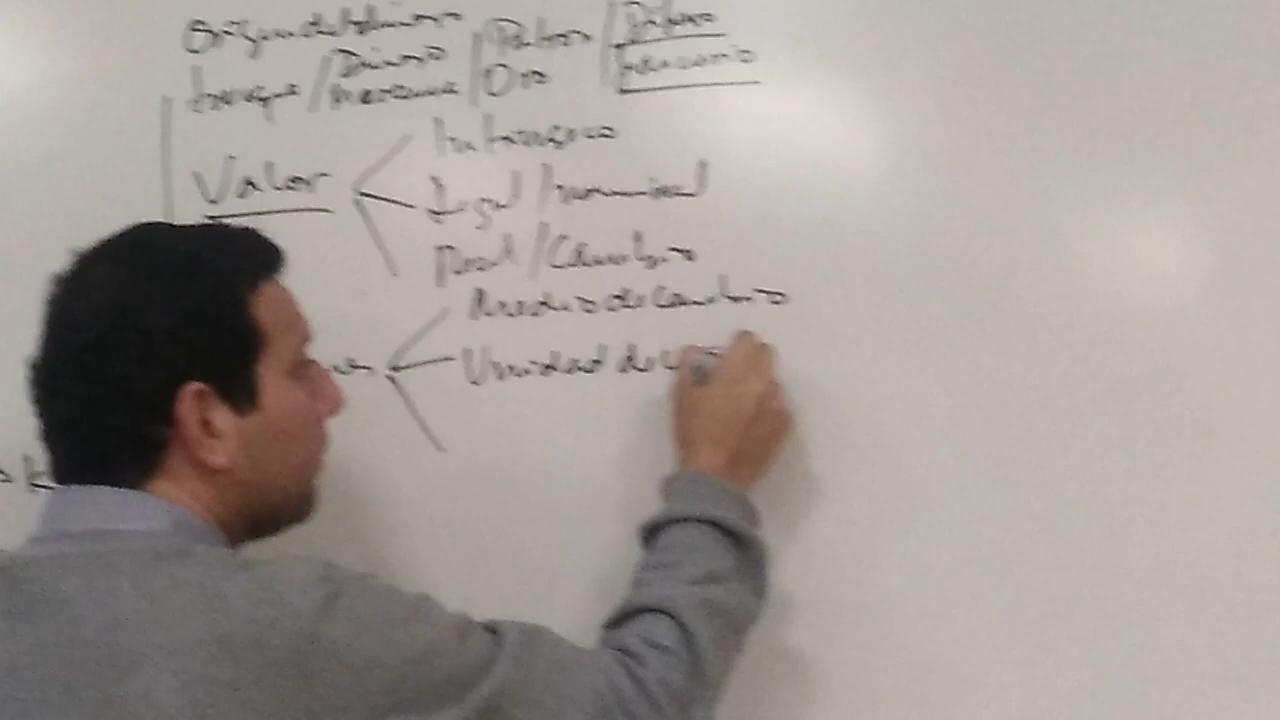 Origen del dinero
trueque / Dinero mercancía / Patrón Oro / Dinero bancario
Valor
Intrínseco
Legal / nominal
Real / Cambio
Medio de Cambio
Unidad de